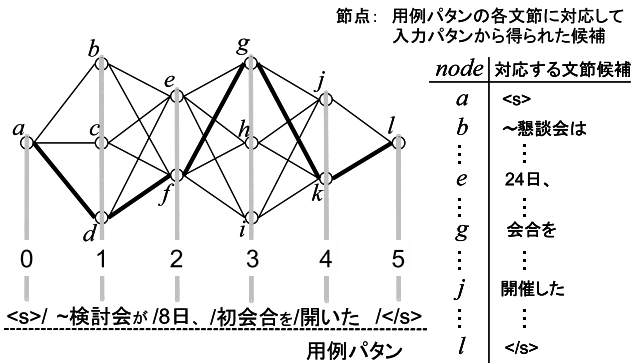 節点： 用例パタンの各文節に対応して
入力パタンから得られた候補
node 対応する文節候補
a <s>
b ~懇談会は
⋮ ⋮
e 24日、
⋮ ⋮
g 会合を
⋮ ⋮
j 開催した
⋮ ⋮
l </s>
b g
e j
a c h l
f k
d i
0 1 2 3 4 5
<s>/ ~検討会が /8日、 /初会合を/開いた /</s>
用例パタン